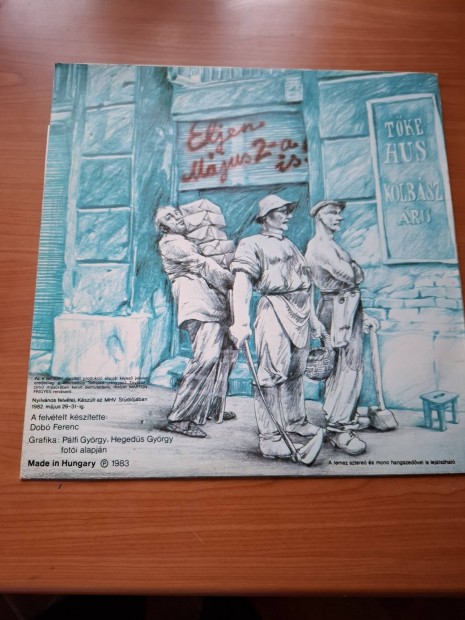 Éljen
Május 2-a
is!
TŐKE
HUS
KOLBÁSZ
ÁRU
Nyilvános felvétel, Készült az MHV Stúdiójában
1982. május 29-31-ig.
A felvételt készítette:
Dobó Ferenc
Grafika: Pálfi György, Hegedüs György
fotói alapján
Made in Hungary Ⓟ 1983
A lemez sztereó és monó hangszedővel is lejátszható